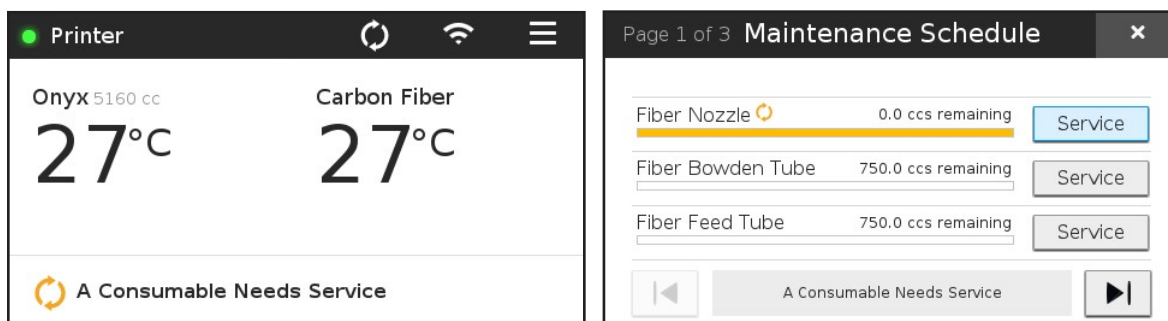 Printer
Onyx 5160 cc
Carbon Fiber
27°C
27°C
A Consumable Needs Service
Page 1 of 3 Maintenance Schedule
Fiber Nozzle 0.0 ccs remaining Service
Fiber Bowden Tube 750.0 ccs remaining Service
Fiber Feed Tube 750.0 ccs remaining Service
A Consumable Needs Service